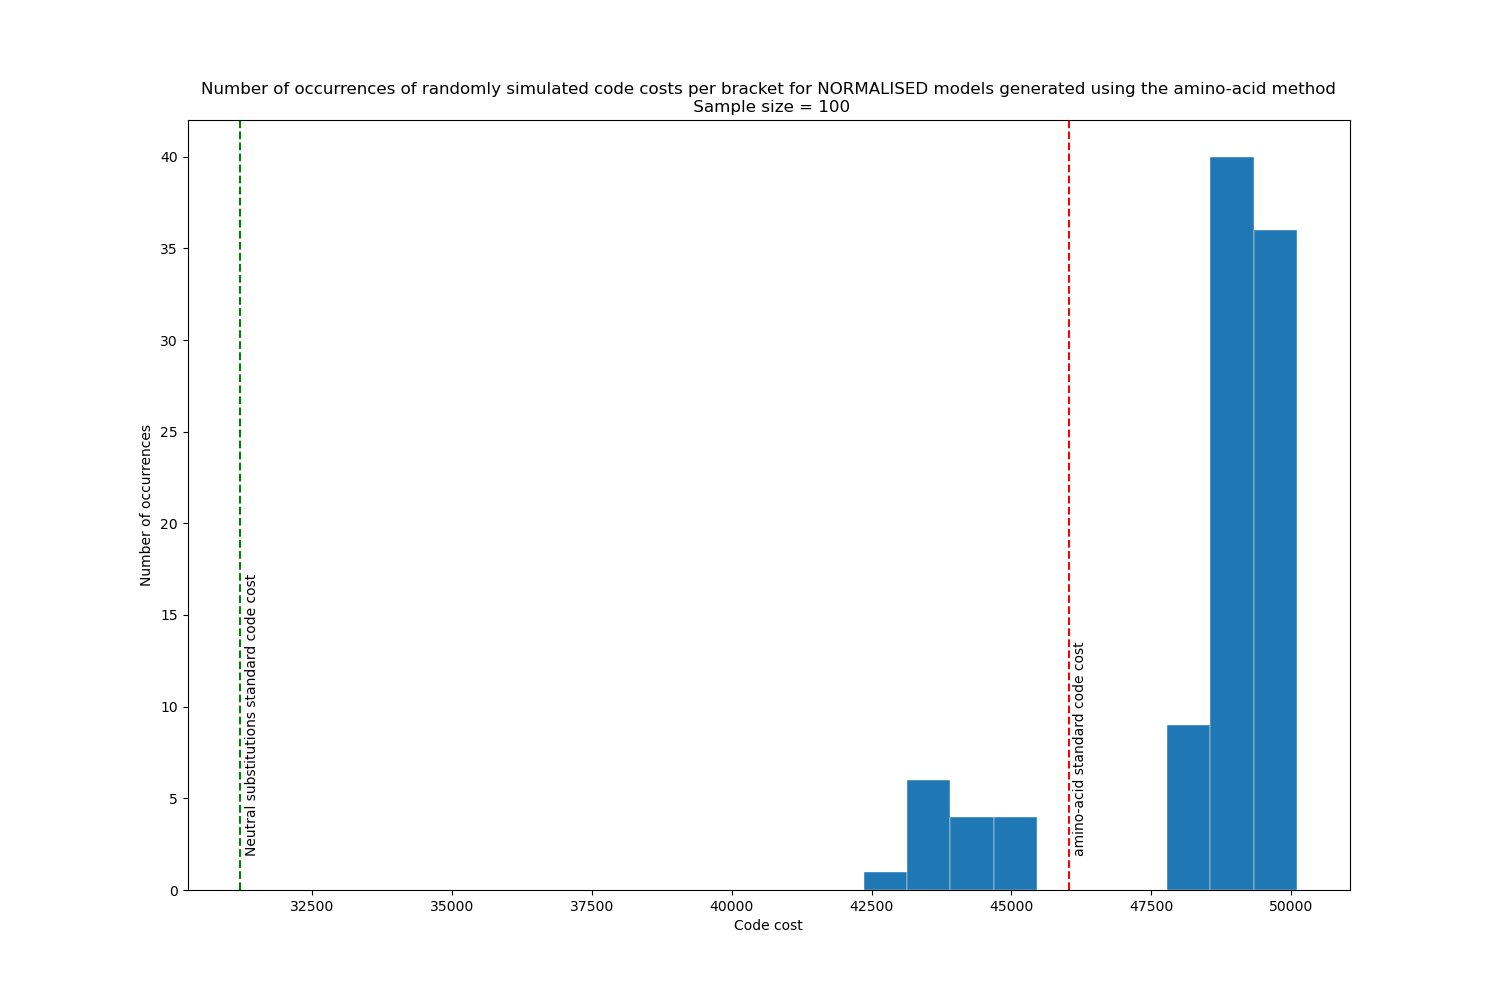 Number of occurrences of randomly simulated code costs per bracket for NORMALISED models generated using the amino-acid method
Sample size = 100
Number of occurrences
40
35
30
25
20
15
10
5
0
Neutral substitutions standard code cost
amino-acid standard code cost
32500
35000
37500
40000
42500
45000
47500
50000
Code cost